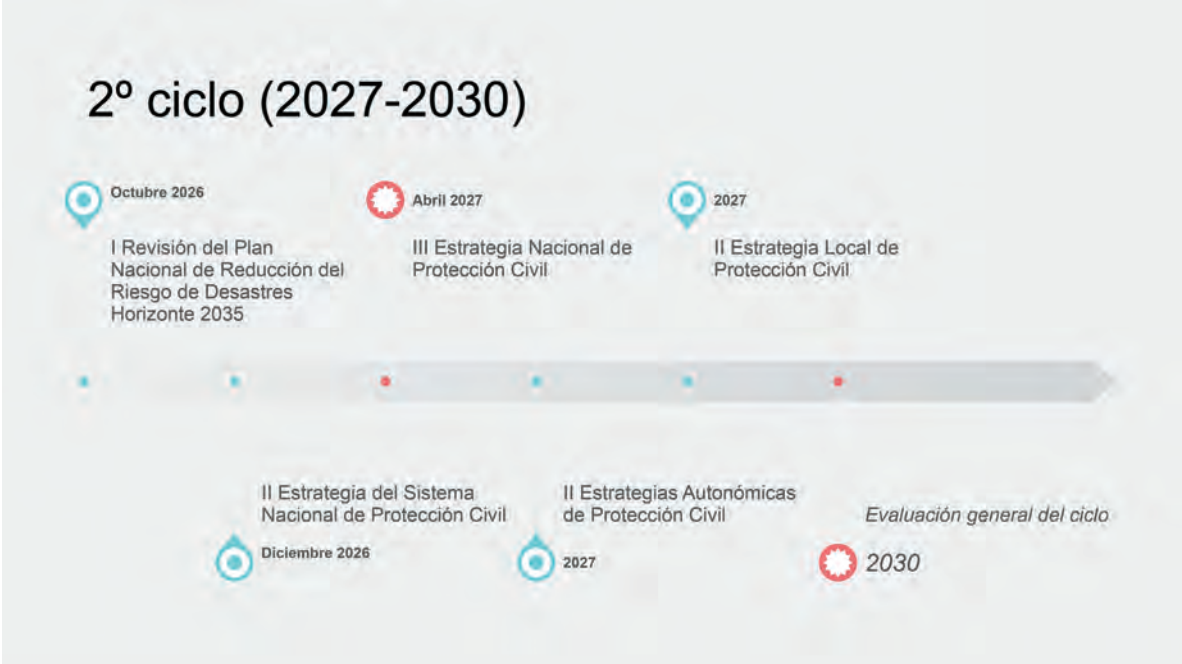 2º ciclo (2027-2030)
Octubre 2026
I Revisión del Plan
Nacional de Reducción del
Riesgo de Desastres
Horizonte 2035
Abril 2027
III Estrategia Nacional de
Protección Civil
2027
II Estrategia Local de
Protección Civil
II Estrategia del Sistema
Nacional de Protección Civil
Diciembre 2026
II Estrategias Autonómicas
de Protección Civil
2027
Evaluación general del ciclo
2030